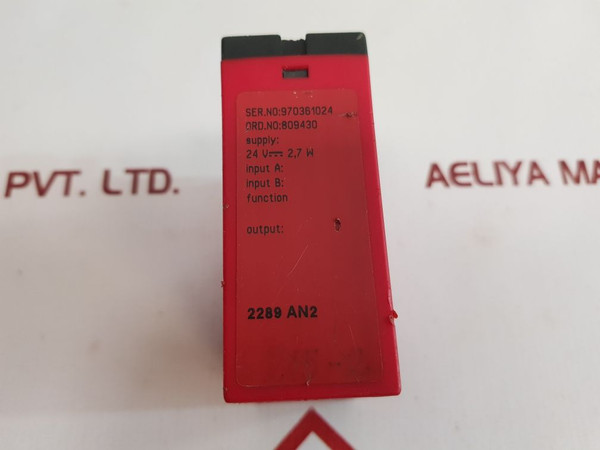 SER.NO:970361024
ORD.NO:809430
supply:
24 V⎓ 2,7 W
input A:
input B:
function
output:
2289 AN2
PVT. LTD.
AELIYA MA